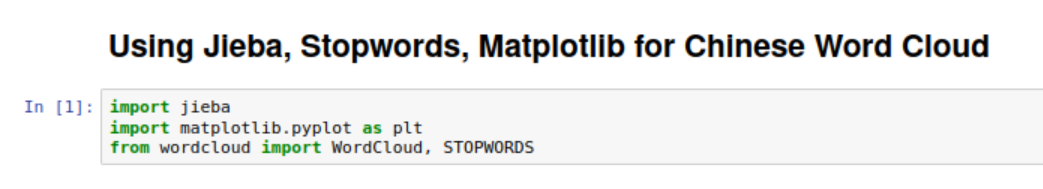 Using Jieba, Stopwords, Matplotlib for Chinese Word Cloud
In [1]: import jieba
import matplotlib.pyplot as plt
from wordcloud import WordCloud, STOPWORDS